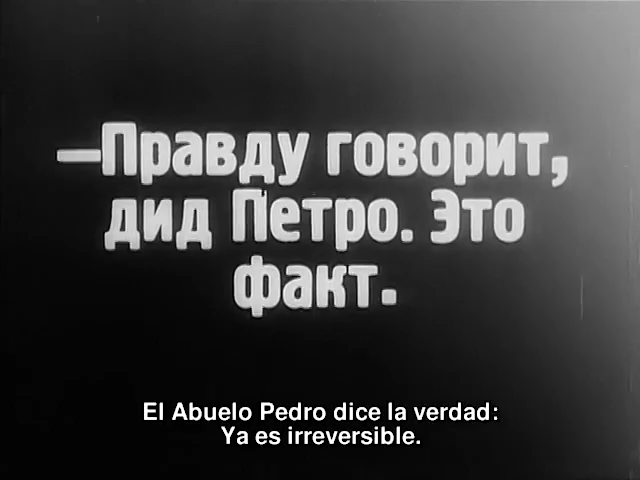 —Правду говорит,
дид Петро. Это
факт.
El Abuelo Pedro dice la verdad:
Ya es irreversible.